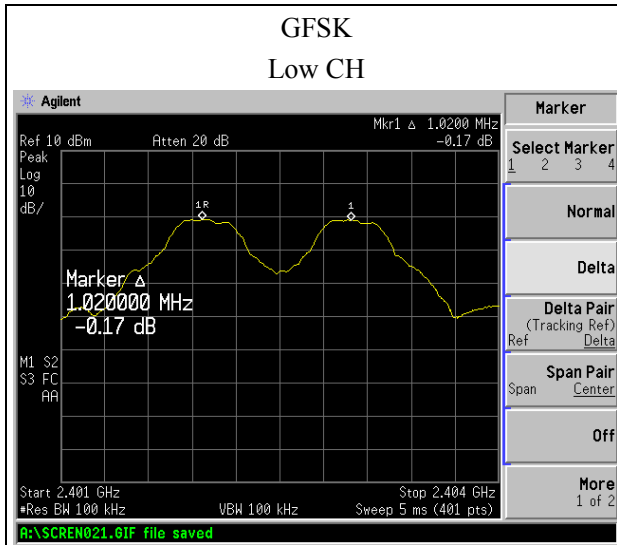 GFSK
Low CH
Agilent
Marker
Mkr1 Δ 1.0200 MHz
Ref 10 dBm Atten 20 dB -0.17 dB
Peak
Log
10
dB/
1R
1
Marker Δ
1.020000 MHz
-0.17 dB
M1 S2
S3 FC
AA
Start 2.401 GHz Stop 2.404 GHz
#Res BW 100 kHz VBW 100 kHz Sweep 5 ms (401 pts)
A:\SCREN021.GIF file saved
Select Marker
1 2 3 4
Normal
Delta
Delta Pair
(Tracking Ref)
Ref Delta
Span Pair
Span Center
Off
More
1 of 2